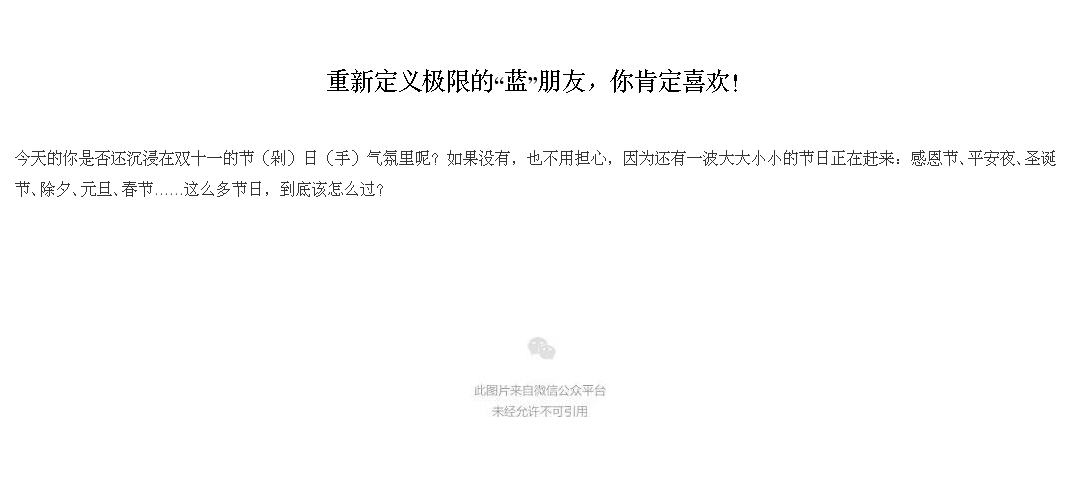 重新定义极限的“蓝”朋友，你肯定喜欢！
今天的你是否还沉浸在双十一的节（剁）日（手）气氛里呢？如果没有，也不用担心，因为还有一波大大小小的节日正在赶来：感恩节、平安夜、圣诞
节、除夕、元旦、春节……这么多节日，到底该怎么过？
此图片来自微信公众平台
未经允许不可引用